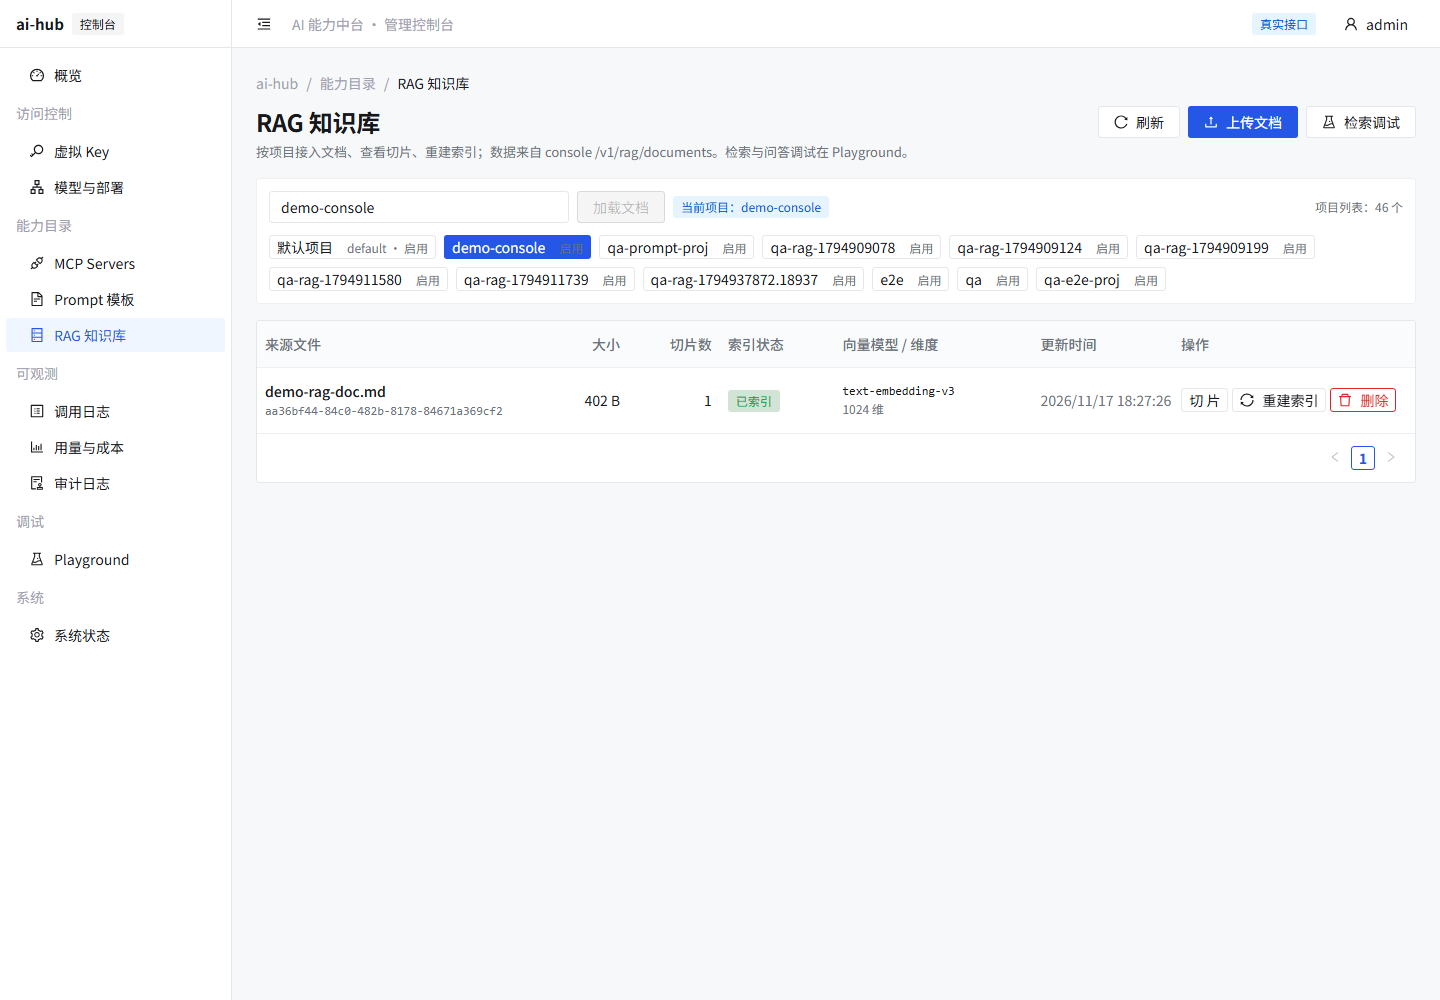 ai-hub 控制台
AI 能力中台 • 管理控制台
真实接口
admin
概览
访问控制
虚拟 Key
模型与部署
能力目录
MCP Servers
Prompt 模板
RAG 知识库
可观测
调用日志
用量与成本
审计日志
调试
Playground
系统
系统状态
ai-hub / 能力目录 / RAG 知识库
RAG 知识库
刷新
上传文档
检索调试
按项目接入文档、查看切片、重建索引；数据来自 console /v1/rag/documents。检索与问答调试在 Playground。
demo-console
加载文档
当前项目：demo-console
项目列表：46 个
默认项目 default • 启用 demo-console 启用 qa-prompt-proj 启用 qa-rag-1794909078 启用 qa-rag-1794909124 启用 qa-rag-1794909199 启用
qa-rag-1794911580 启用 qa-rag-1794911739 启用 qa-rag-1794937872.18937 启用 e2e 启用 qa 启用 qa-e2e-proj 启用
来源文件 大小 切片数 索引状态 向量模型 / 维度 更新时间 操作
demo-rag-doc.md
aa36bf44-84c0-482b-8178-84671a369cf2
402 B
1
已索引
text-embedding-v3
1024 维
2026/11/17 18:27:26
切 片
重建索引
删除
1